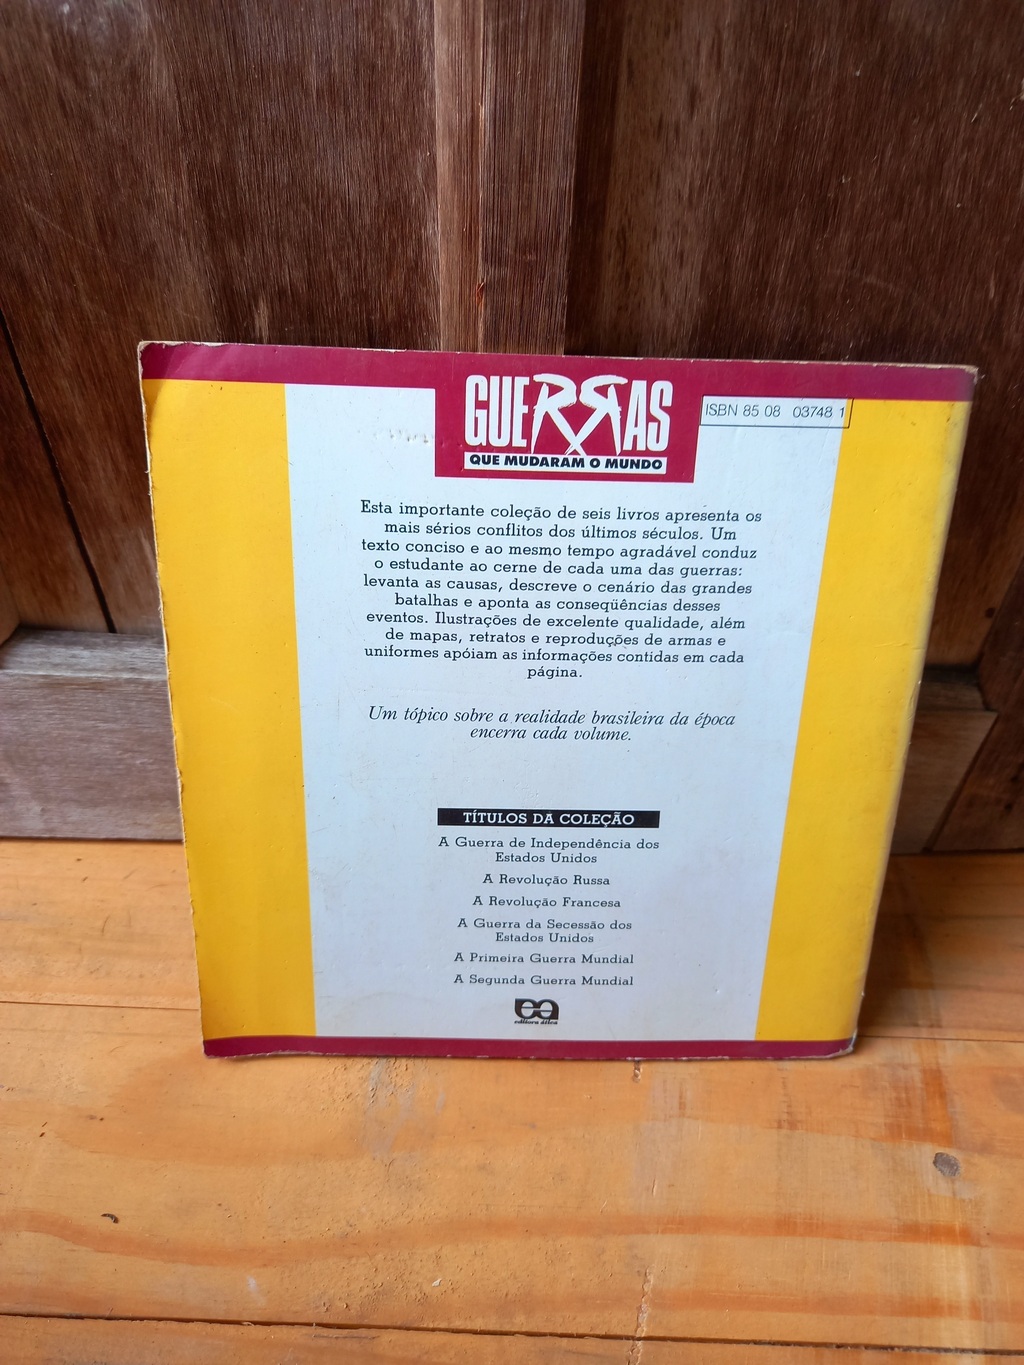 GUERRAS
QUE MUDARAM O MUNDO
ISBN 85 08 03748 1
Esta importante coleção de seis livros apresenta os
mais sérios conflitos dos últimos séculos. Um
texto conciso e ao mesmo tempo agradável conduz
o estudante ao cerne de cada uma das guerras:
levanta as causas, descreve o cenário das grandes
batalhas e aponta as conseqüências desses
eventos. Ilustrações de excelente qualidade, além
de mapas, retratos e reproduções de armas e
uniformes apóiam as informações contidas em cada
página.
Um tópico sobre a realidade brasileira da época
encerra cada volume.
TÍTULOS DA COLEÇÃO
A Guerra de Independência dos
Estados Unidos
A Revolução Russa
A Revolução Francesa
A Guerra da Secessão dos
Estados Unidos
A Primeira Guerra Mundial
A Segunda Guerra Mundial
editora ática